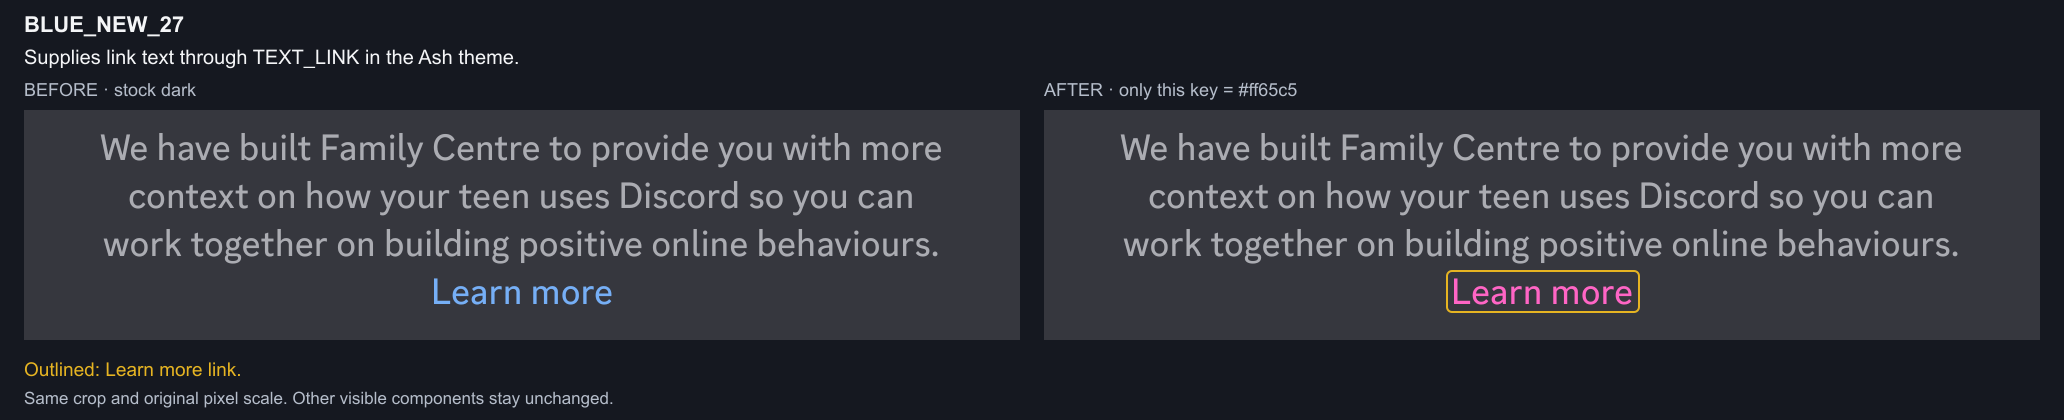 BLUE_NEW_27
Supplies link text through TEXT_LINK in the Ash theme.
BEFORE · stock dark
We have built Family Centre to provide you with more
context on how your teen uses Discord so you can
work together on building positive online behaviours.
Learn more
AFTER · only this key = #ff65c5
We have built Family Centre to provide you with more
context on how your teen uses Discord so you can
work together on building positive online behaviours.
Learn more
Outlined: Learn more link.
Same crop and original pixel scale. Other visible components stay unchanged.